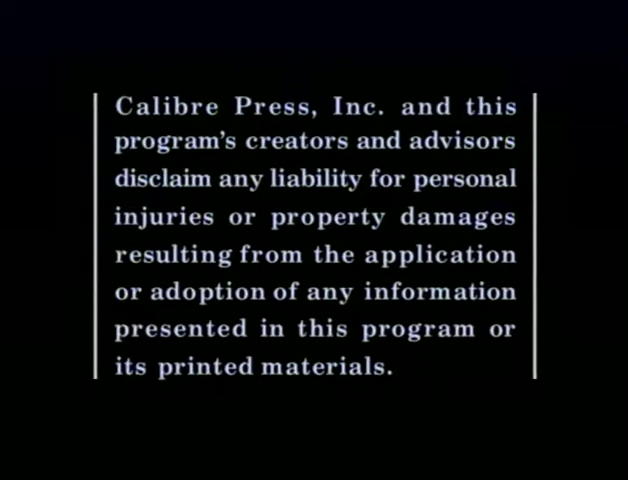 Calibre Press, Inc. and this
program's creators and advisors
disclaim any liability for personal
injuries or property damages
resulting from the application
or adoption of any information
presented in this program or
its printed materials.